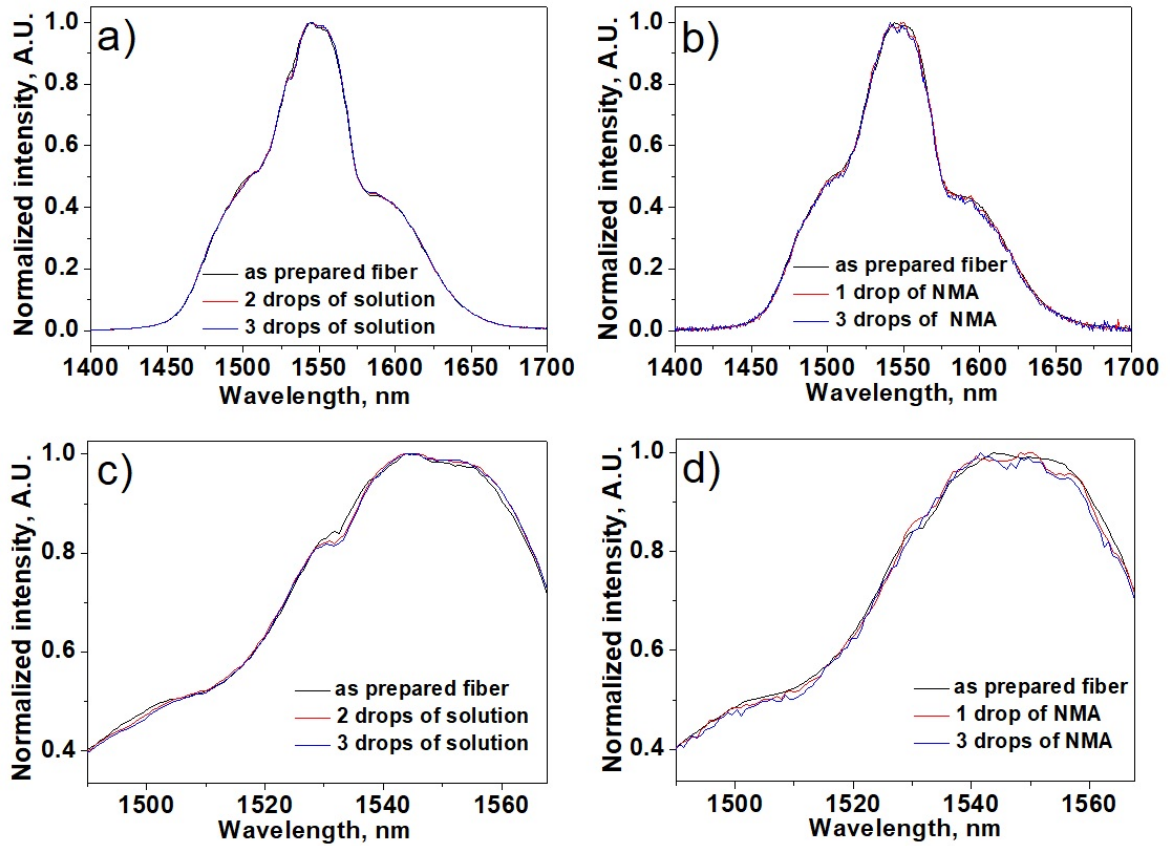 a)
Normalized intensity, A.U.
1.0
0.8
0.6
0.4
0.2
0.0
as prepared fiber
2 drops of solution
3 drops of solution
1400 1450 1500 1550 1600 1650 1700
Wavelength, nm
b)
Normalized intensity, A.U.
1.0
0.8
0.6
0.4
0.2
0.0
as prepared fiber
1 drop of NMA
3 drops of NMA
1400 1450 1500 1550 1600 1650 1700
Wavelength, nm
c)
Normalized intensity, A.U.
1.0
0.8
0.6
0.4
as prepared fiber
2 drops of solution
3 drops of solution
1500 1520 1540 1560
Wavelength, nm
d)
Normalized intensity, A.U.
1.0
0.8
0.6
0.4
as prepared fiber
1 drop of NMA
3 drops of NMA
1500 1520 1540 1560
Wavelength, nm